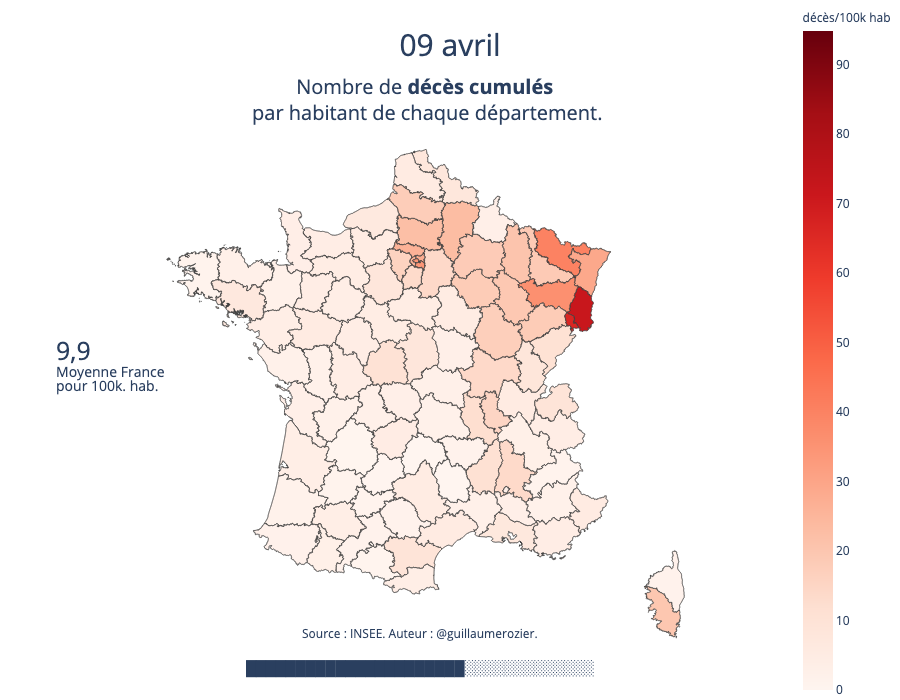 décès/100k hab
09 avril
Nombre de décès cumulés
par habitant de chaque département.
90
80
70
60
50
40
30
20
10
0
9,9
Moyenne France
pour 100k. hab.
Source : INSEE. Auteur : @guillaumerozier.